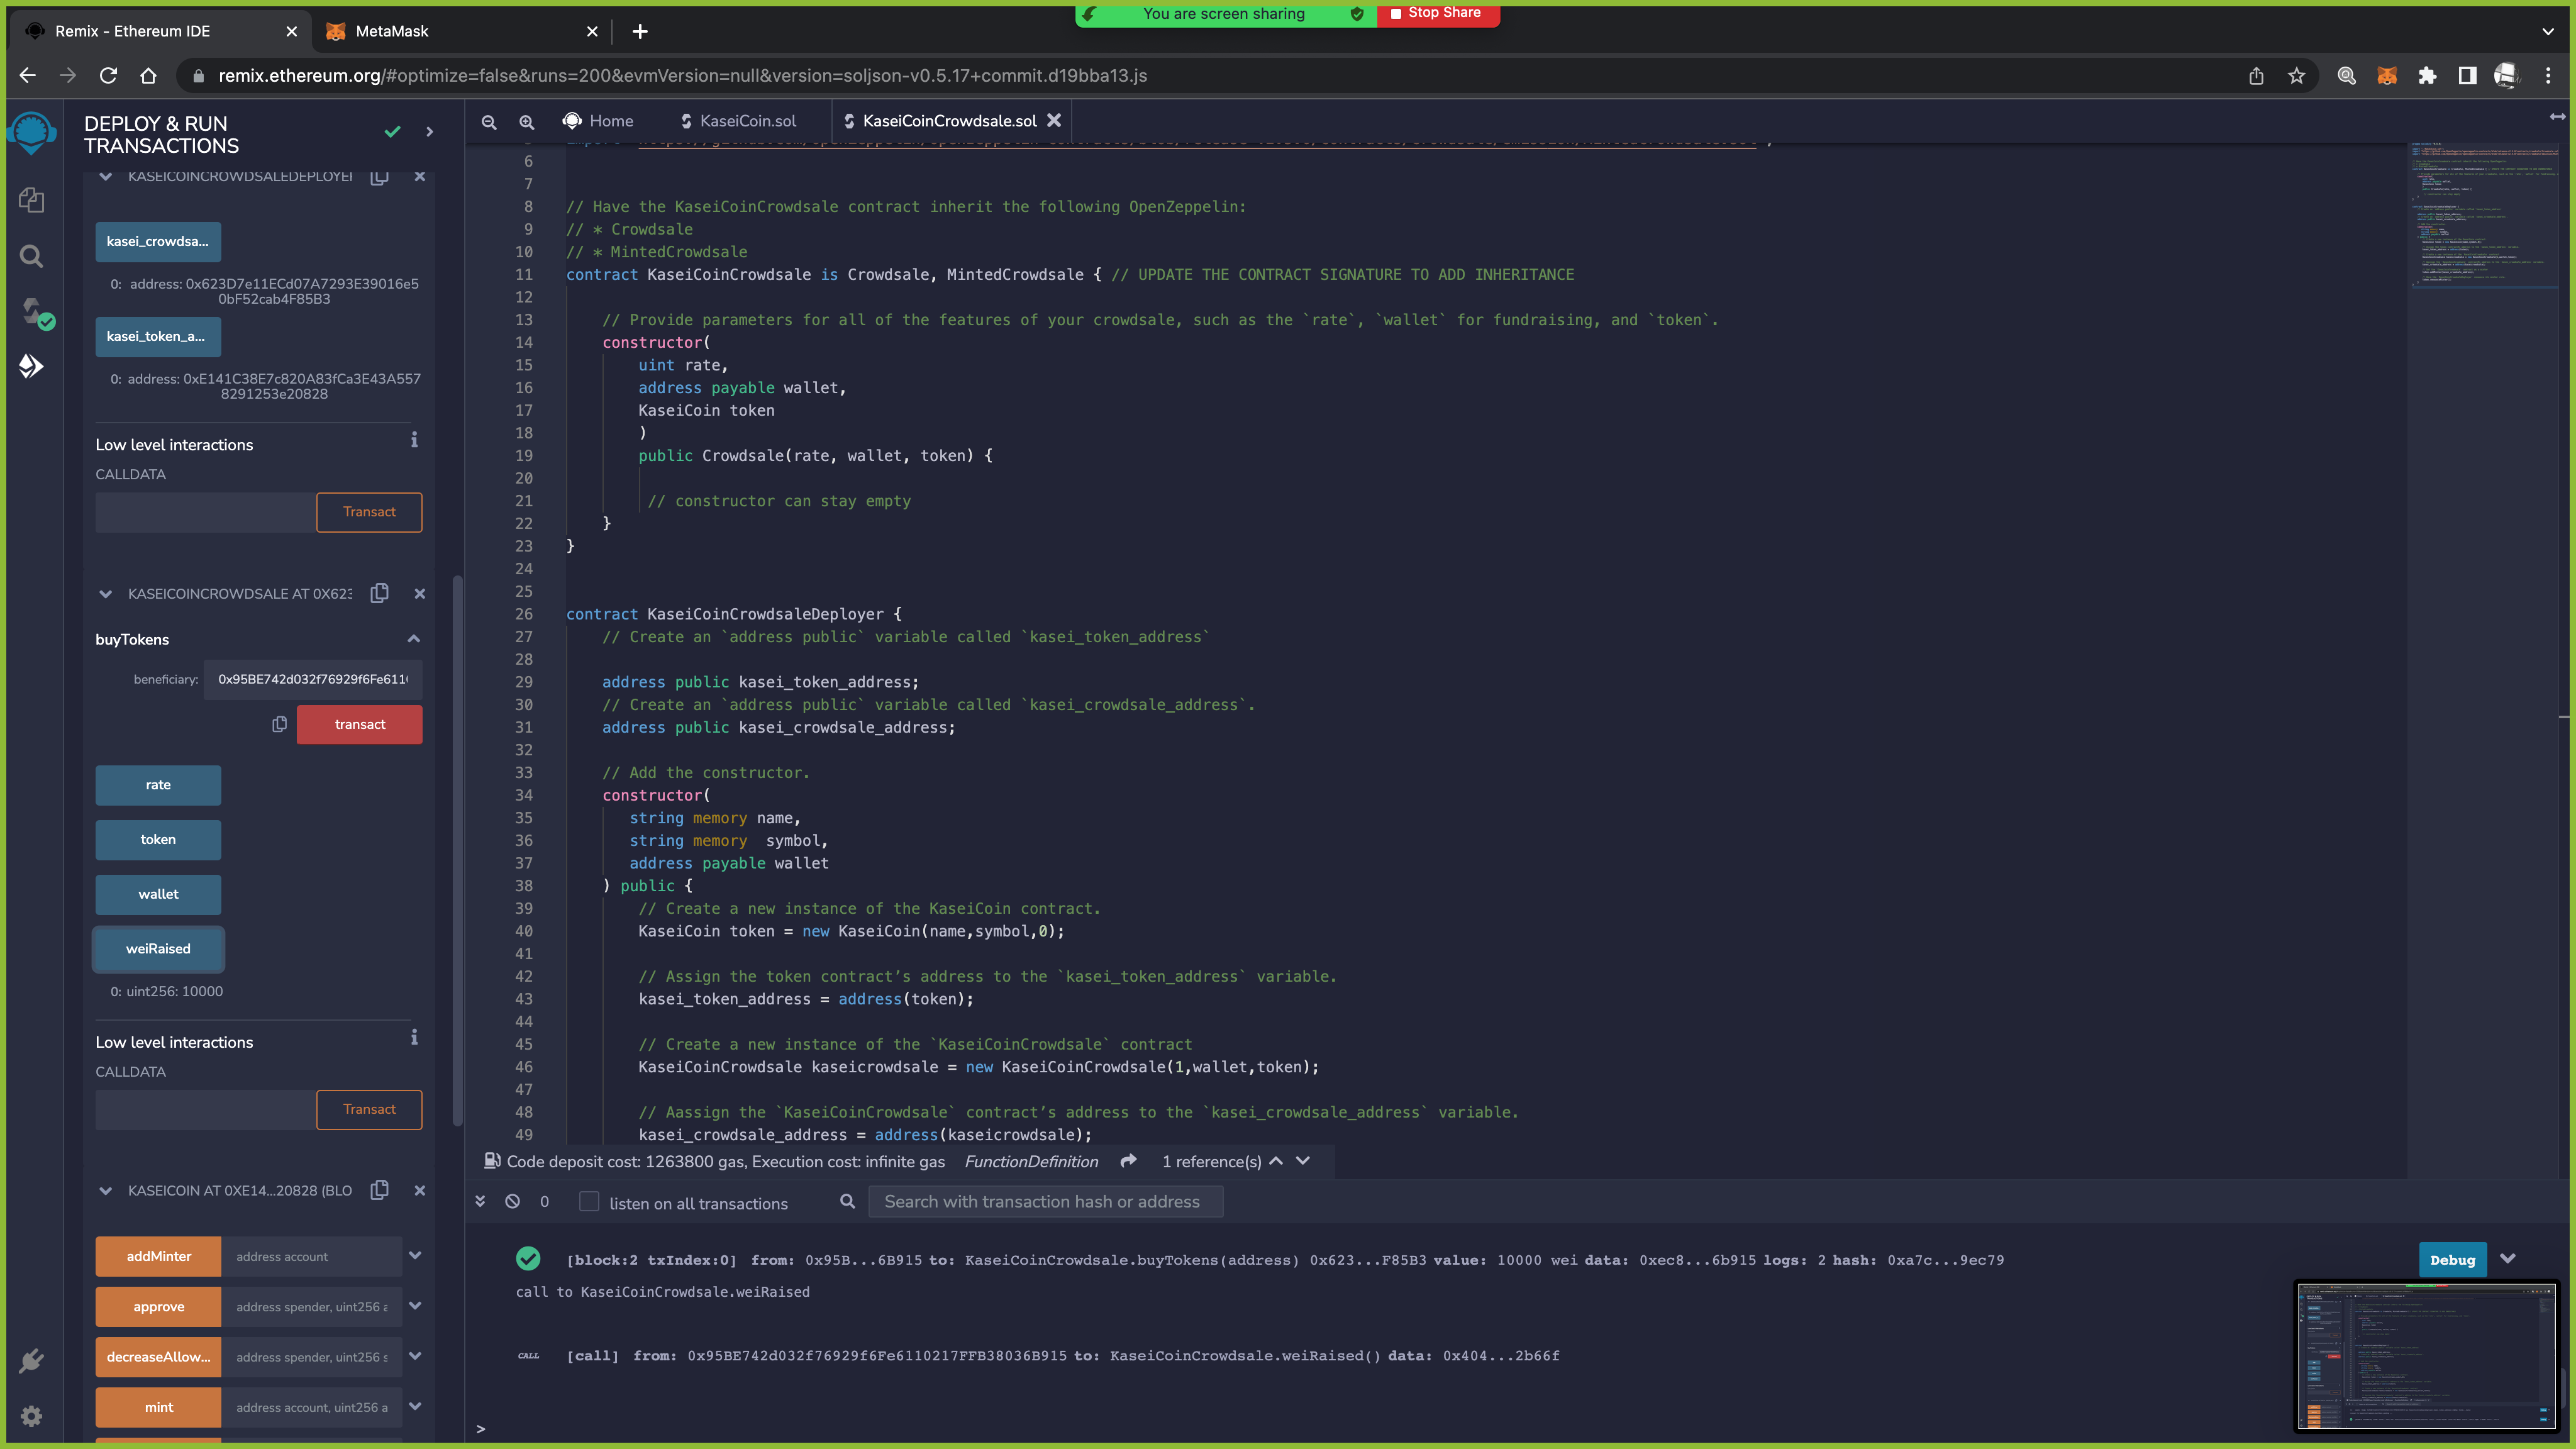 You are screen sharing
Stop Share
Remix - Ethereum IDE
MetaMask
remix.ethereum.org/#optimize=false&runs=200&evmVersion=null&version=soljson-v0.5.17+commit.d19bba13.js
DEPLOY & RUN
TRANSACTIONS
KASEICOINCROWDSALEDEPLOYEI
kasei_crowdsa...
0: address: 0x623D7e11ECd07A7293E39016e5
0bF52cab4F85B3
kasei_token_a...
0: address: 0xE141C38E7c820A83fCa3E43A557
8291253e20828
Low level interactions
CALLDATA
Transact
KASEICOINCROWDSALE AT 0X623
buyTokens
beneficiary: 0x95BE742d032f76929f6Fe611(
transact
rate
token
wallet
weiRaised
0: uint256: 10000
Low level interactions
CALLDATA
Transact
KASEICOIN AT 0XE14...20828 (BLO
addMinter address account
approve address spender, uint256 a
decreaseAllow... address spender, uint256 s
mint address account, uint256 a
Home
KaseiCoin.sol
KaseiCoinCrowdsale.sol
6
7
8 // Have the KaseiCoinCrowdsale contract inherit the following OpenZeppelin:
9 // * Crowdsale
10 // * MintedCrowdsale
11 contract KaseiCoinCrowdsale is Crowdsale, MintedCrowdsale { // UPDATE THE CONTRACT SIGNATURE TO ADD INHERITANCE
12
13 // Provide parameters for all of the features of your crowdsale, such as the `rate`, `wallet` for fundraising, and `token`.
14 constructor(
15 uint rate,
16 address payable wallet,
17 KaseiCoin token
18 )
19 public Crowdsale(rate, wallet, token) {
20
21 // constructor can stay empty
22 }
23 }
24
25
26 contract KaseiCoinCrowdsaleDeployer {
27 // Create an `address public` variable called `kasei_token_address`
28
29 address public kasei_token_address;
30 // Create an `address public` variable called `kasei_crowdsale_address`.
31 address public kasei_crowdsale_address;
32
33 // Add the constructor.
34 constructor(
35 string memory name,
36 string memory  symbol,
37 address payable wallet
38 ) public {
39 // Create a new instance of the KaseiCoin contract.
40 KaseiCoin token = new KaseiCoin(name,symbol,0);
41
42 // Assign the token contract’s address to the `kasei_token_address` variable.
43 kasei_token_address = address(token);
44
45 // Create a new instance of the `KaseiCoinCrowdsale` contract
46 KaseiCoinCrowdsale kaseicrowdsale = new KaseiCoinCrowdsale(1,wallet,token);
47
48 // Aassign the `KaseiCoinCrowdsale` contract’s address to the `kasei_crowdsale_address` variable.
49 kasei_crowdsale_address = address(kaseicrowdsale);
Code deposit cost: 1263800 gas, Execution cost: infinite gas FunctionDefinition 1 reference(s)
0 listen on all transactions Search with transaction hash or address
[block:2 txIndex:0] from: 0x95B...6B915 to: KaseiCoinCrowdsale.buyTokens(address) 0x623...F85B3 value: 10000 wei data: 0xec8...6b915 logs: 2 hash: 0xa7c...9ec79
Debug
call to KaseiCoinCrowdsale.weiRaised
CALL [call] from: 0x95BE742d032f76929f6Fe6110217FFB38036B915 to: KaseiCoinCrowdsale.weiRaised() data: 0x404...2b66f
>